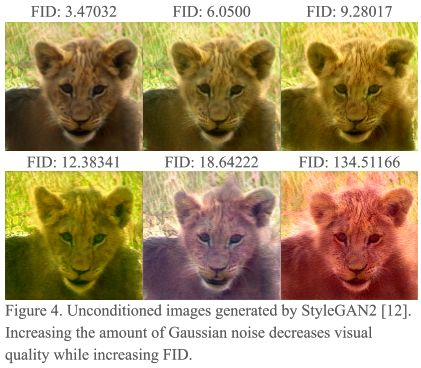 FID: 3.47032 FID: 6.0500 FID: 9.28017
FID: 12.38341 FID: 18.64222 FID: 134.51166
Figure 4. Unconditioned images generated by StyleGAN2 [12].
Increasing the amount of Gaussian noise decreases visual
quality while increasing FID.